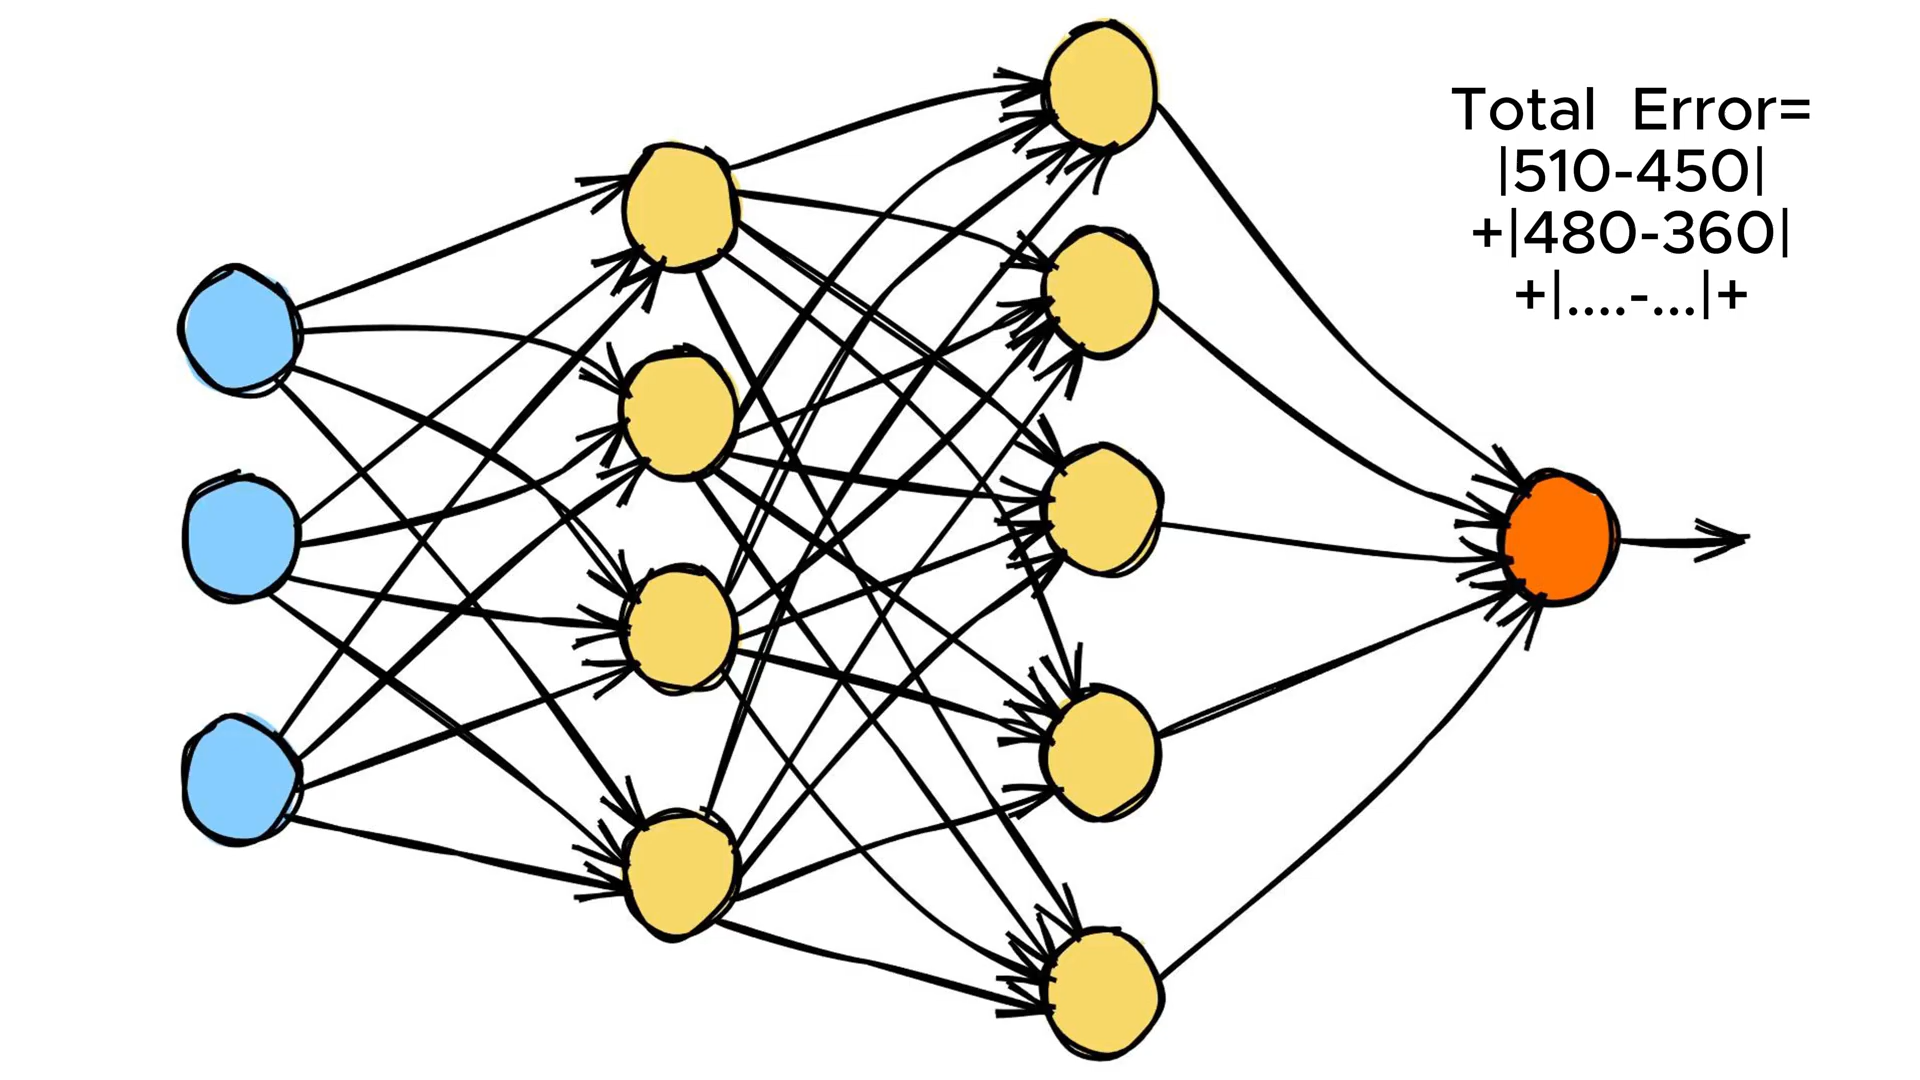 Total Error=
|510-450|
+|480-360|
+|....-...|+